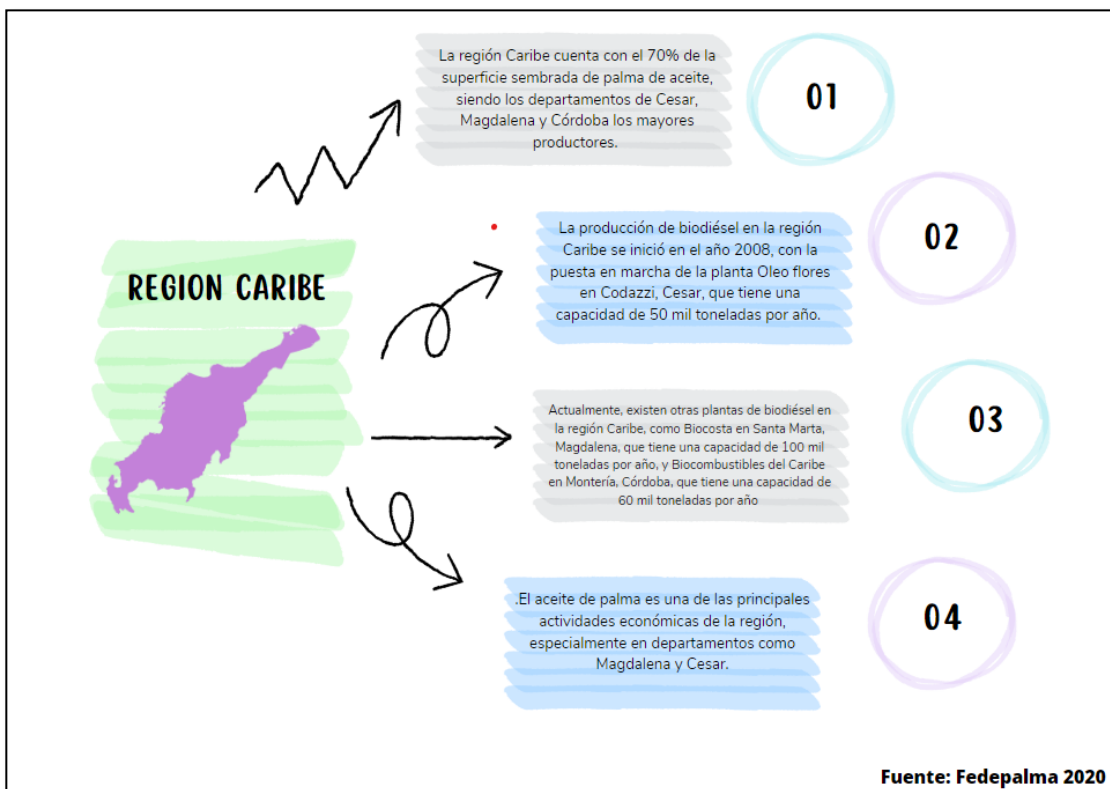 La región Caribe cuenta con el 70% de la
superficie sembrada de palma de aceite,
siendo los departamentos de Cesar,
Magdalena y Córdoba los mayores
productores.
01
La producción de biodiésel en la región
Caribe se inició en el año 2008, con la
puesta en marcha de la planta Oleo flores
en Codazzi, Cesar, que tiene una
capacidad de 50 mil toneladas por año.
02
REGION CARIBE
Actualmente, existen otras plantas de biodiésel en
la región Caribe, como Biocosta en Santa Marta,
Magdalena, que tiene una capacidad de 100 mil
toneladas por año, y Biocombustibles del Caribe
en Montería, Córdoba, que tiene una capacidad de
60 mil toneladas por año
03
.El aceite de palma es una de las principales
actividades económicas de la región,
especialmente en departamentos como
Magdalena y Cesar.
04
Fuente: Fedepalma 2020